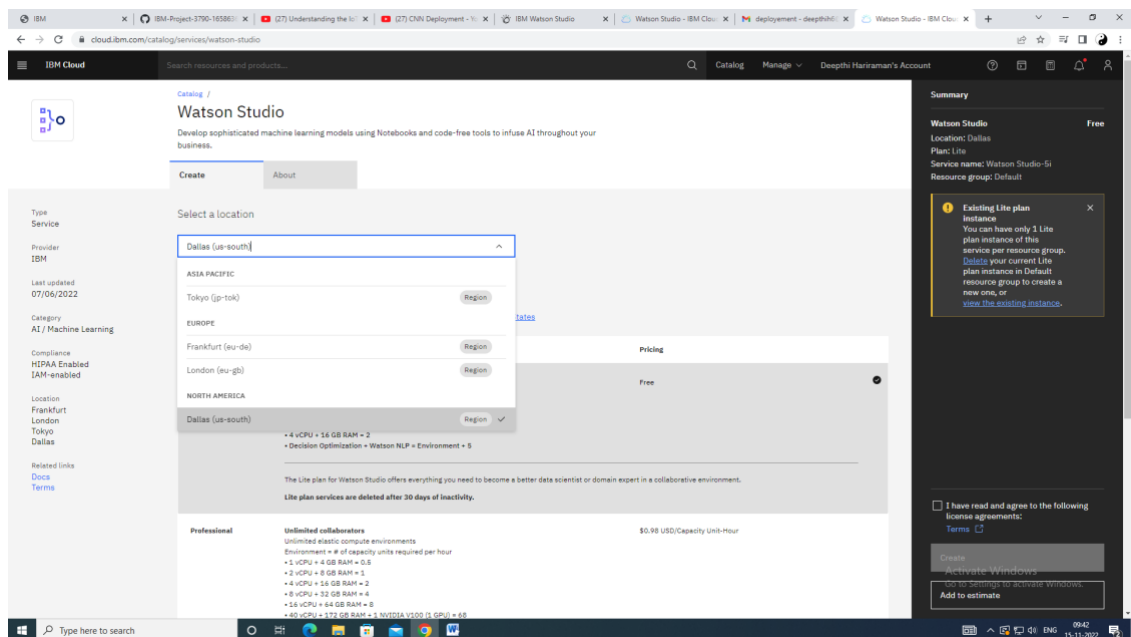 IBM
IBM-Project-3790-165863
(27) Understanding the IoT
(27) CNN Deployment - Yo
IBM Watson Studio
Watson Studio - IBM Clou
deployement - deepthihlic
Watson Studio - IBM Clou
cloud.ibm.com/catalog/services/watson-studio
IBM Cloud
Search resources and products...
Catalog
Manage
Deepthi Hariraman's Account
Catalog /
Watson Studio
Develop sophisticated machine learning models using Notebooks and code-free tools to infuse AI throughout your
business.
Create
About
Type
Service
Provider
IBM
Last updated
07/06/2022
Category
AI / Machine Learning
Compliance
HIPAA Enabled
IAM-enabled
Location
Frankfurt
London
Tokyo
Dallas
Related links
Docs
Terms
Select a location
Dallas (us-south)
ASIA PACIFIC
Tokyo (jp-tok) Region
EUROPE
Frankfurt (eu-de) Region
London (eu-gb) Region
NORTH AMERICA
Dallas (us-south) Region
states
Pricing
Free
• 4 vCPU + 16 GB RAM = 2
• Decision Optimization + Watson NLP = Environment + 5
The Lite plan for Watson Studio offers everything you need to become a better data scientist or domain expert in a collaborative environment.
Lite plan services are deleted after 30 days of inactivity.
Professional
Unlimited collaborators
Unlimited elastic compute environments
Environment = # of capacity units required per hour
• 1 vCPU + 4 GB RAM = 0.5
• 2 vCPU + 8 GB RAM = 1
• 4 vCPU + 16 GB RAM = 2
• 8 vCPU + 32 GB RAM = 4
• 16 vCPU + 64 GB RAM = 8
• 40 vCPU + 172 GB RAM + 1 NVIDIA V100 (1 GPU) = 68
$0.98 USD/Capacity Unit-Hour
Summary
Watson Studio Free
Location: Dallas
Plan: Lite
Service name: Watson Studio-5i
Resource group: Default
Existing Lite plan
instance
You can have only 1 Lite
plan instance of this
service per resource group.
Delete your current Lite
plan instance in Default
resource group to create a
new one, or
view the existing instance.
I have read and agree to the following
license agreements:
Terms
Create
Activate Windows
Go to Settings to activate Windows.
Add to estimate
Type here to search
ENG
09:42
15-11-2022
2